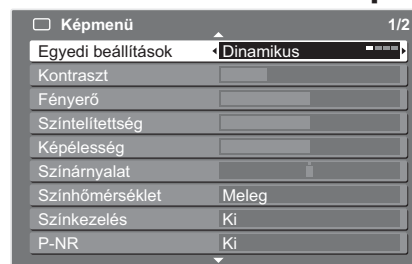 Képmenü 1/2
Egyedi beállítások Dinamikus
Kontraszt
Fényerő
Színtelítettség
Képélesség
Színárnyalat
Színhőmérséklet Meleg
Színkezelés Ki
P-NR Ki